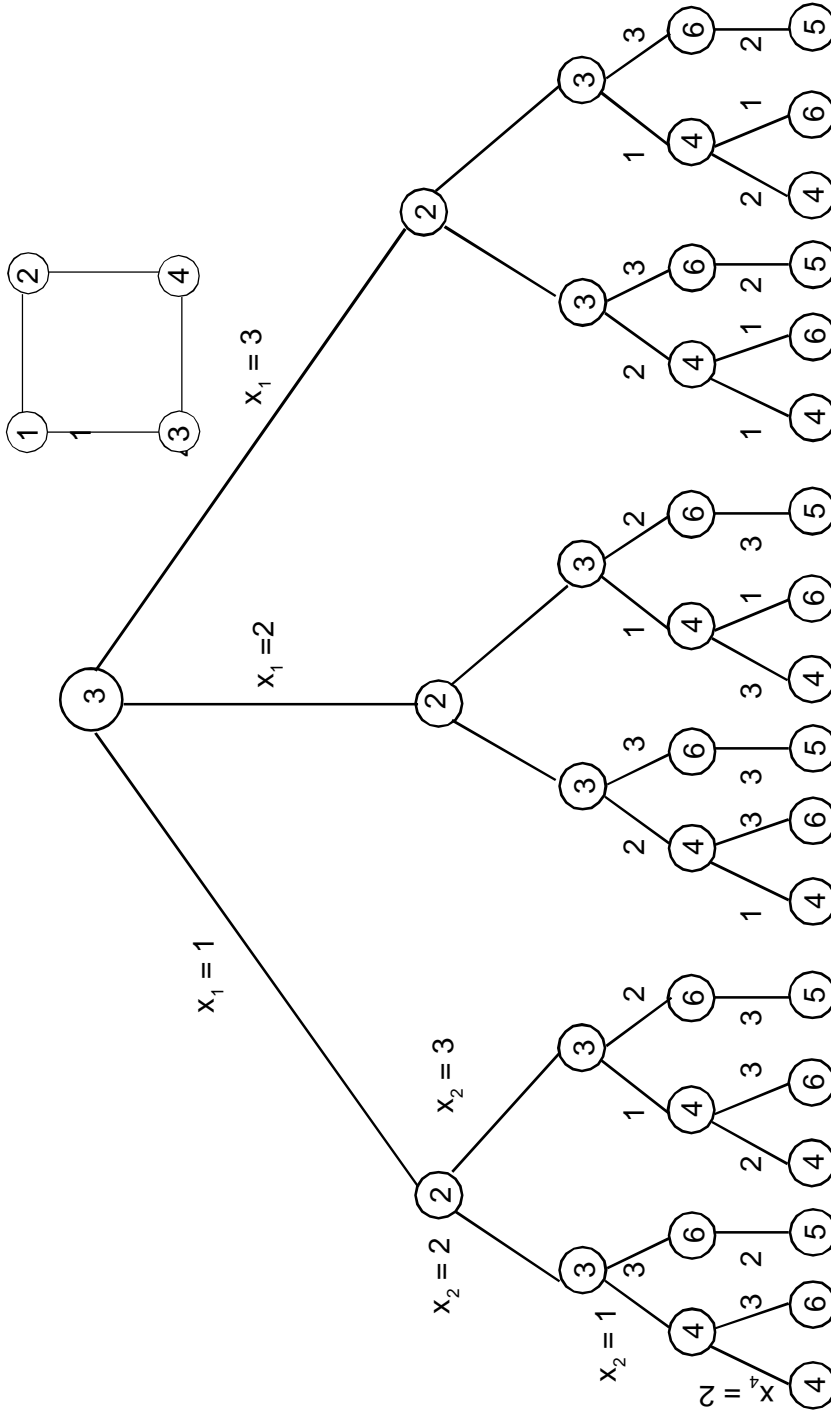 1 2
3 1
3 4
x₁ = 1 x₁ =2 x₁ = 3
x₂ = 2 2 x₂ = 3 2 2
3 3 3 3 3 3
x₂ = 1 3 1 2 2 3 1 2 2 3 1 3
4 6 4 6 4 6 4 6 4 6 4 6
x₄ = 2 3 2 2 3 3 1 3 3 3 1 3 1 1 2 2 1 2
4 6 5 4 6 5 4 6 5 4 6 5 4 6 5 4 6 5